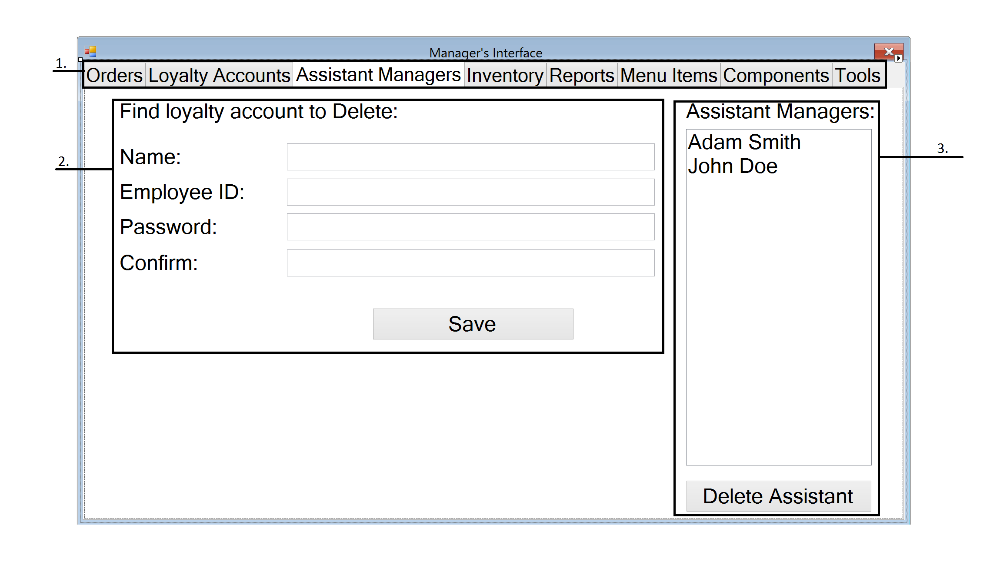 Manager's Interface
1.
Orders Loyalty Accounts Assistant Managers Inventory Reports Menu Items Components Tools
2.
Find loyalty account to Delete:
Name:
Employee ID:
Password:
Confirm:
Save
3.
Assistant Managers:
Adam Smith
John Doe
Delete Assistant